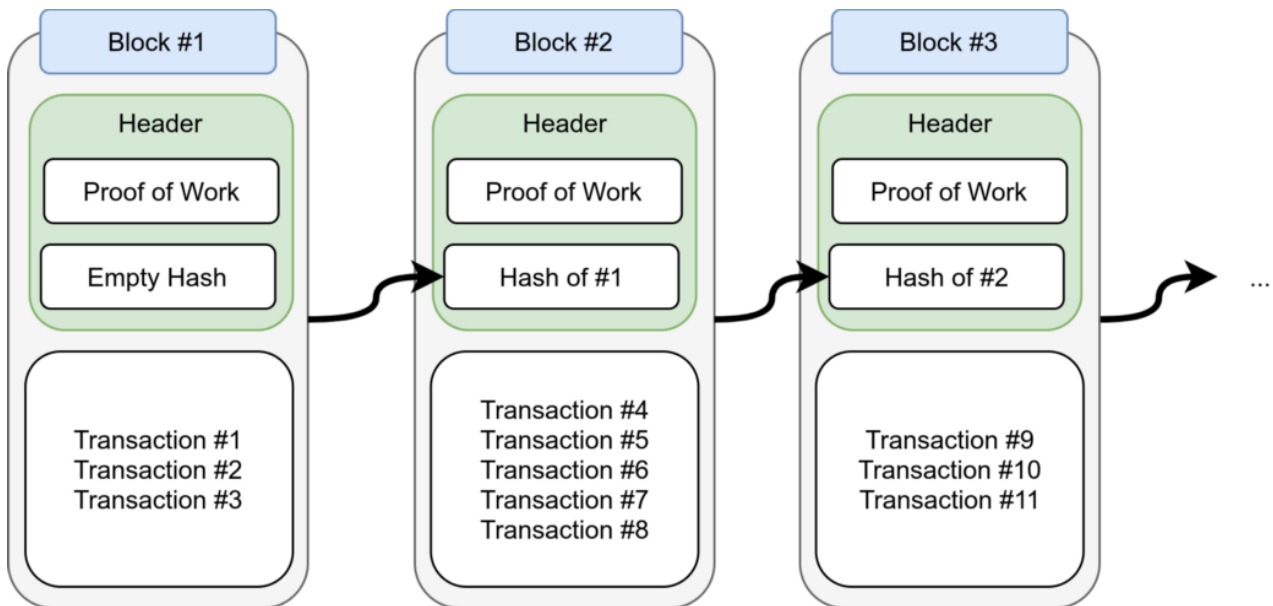 Block #1
Header
Proof of Work
Empty Hash
Transaction #1
Transaction #2
Transaction #3
Block #2
Header
Proof of Work
Hash of #1
Transaction #4
Transaction #5
Transaction #6
Transaction #7
Transaction #8
Block #3
Header
Proof of Work
Hash of #2
Transaction #9
Transaction #10
Transaction #11
...